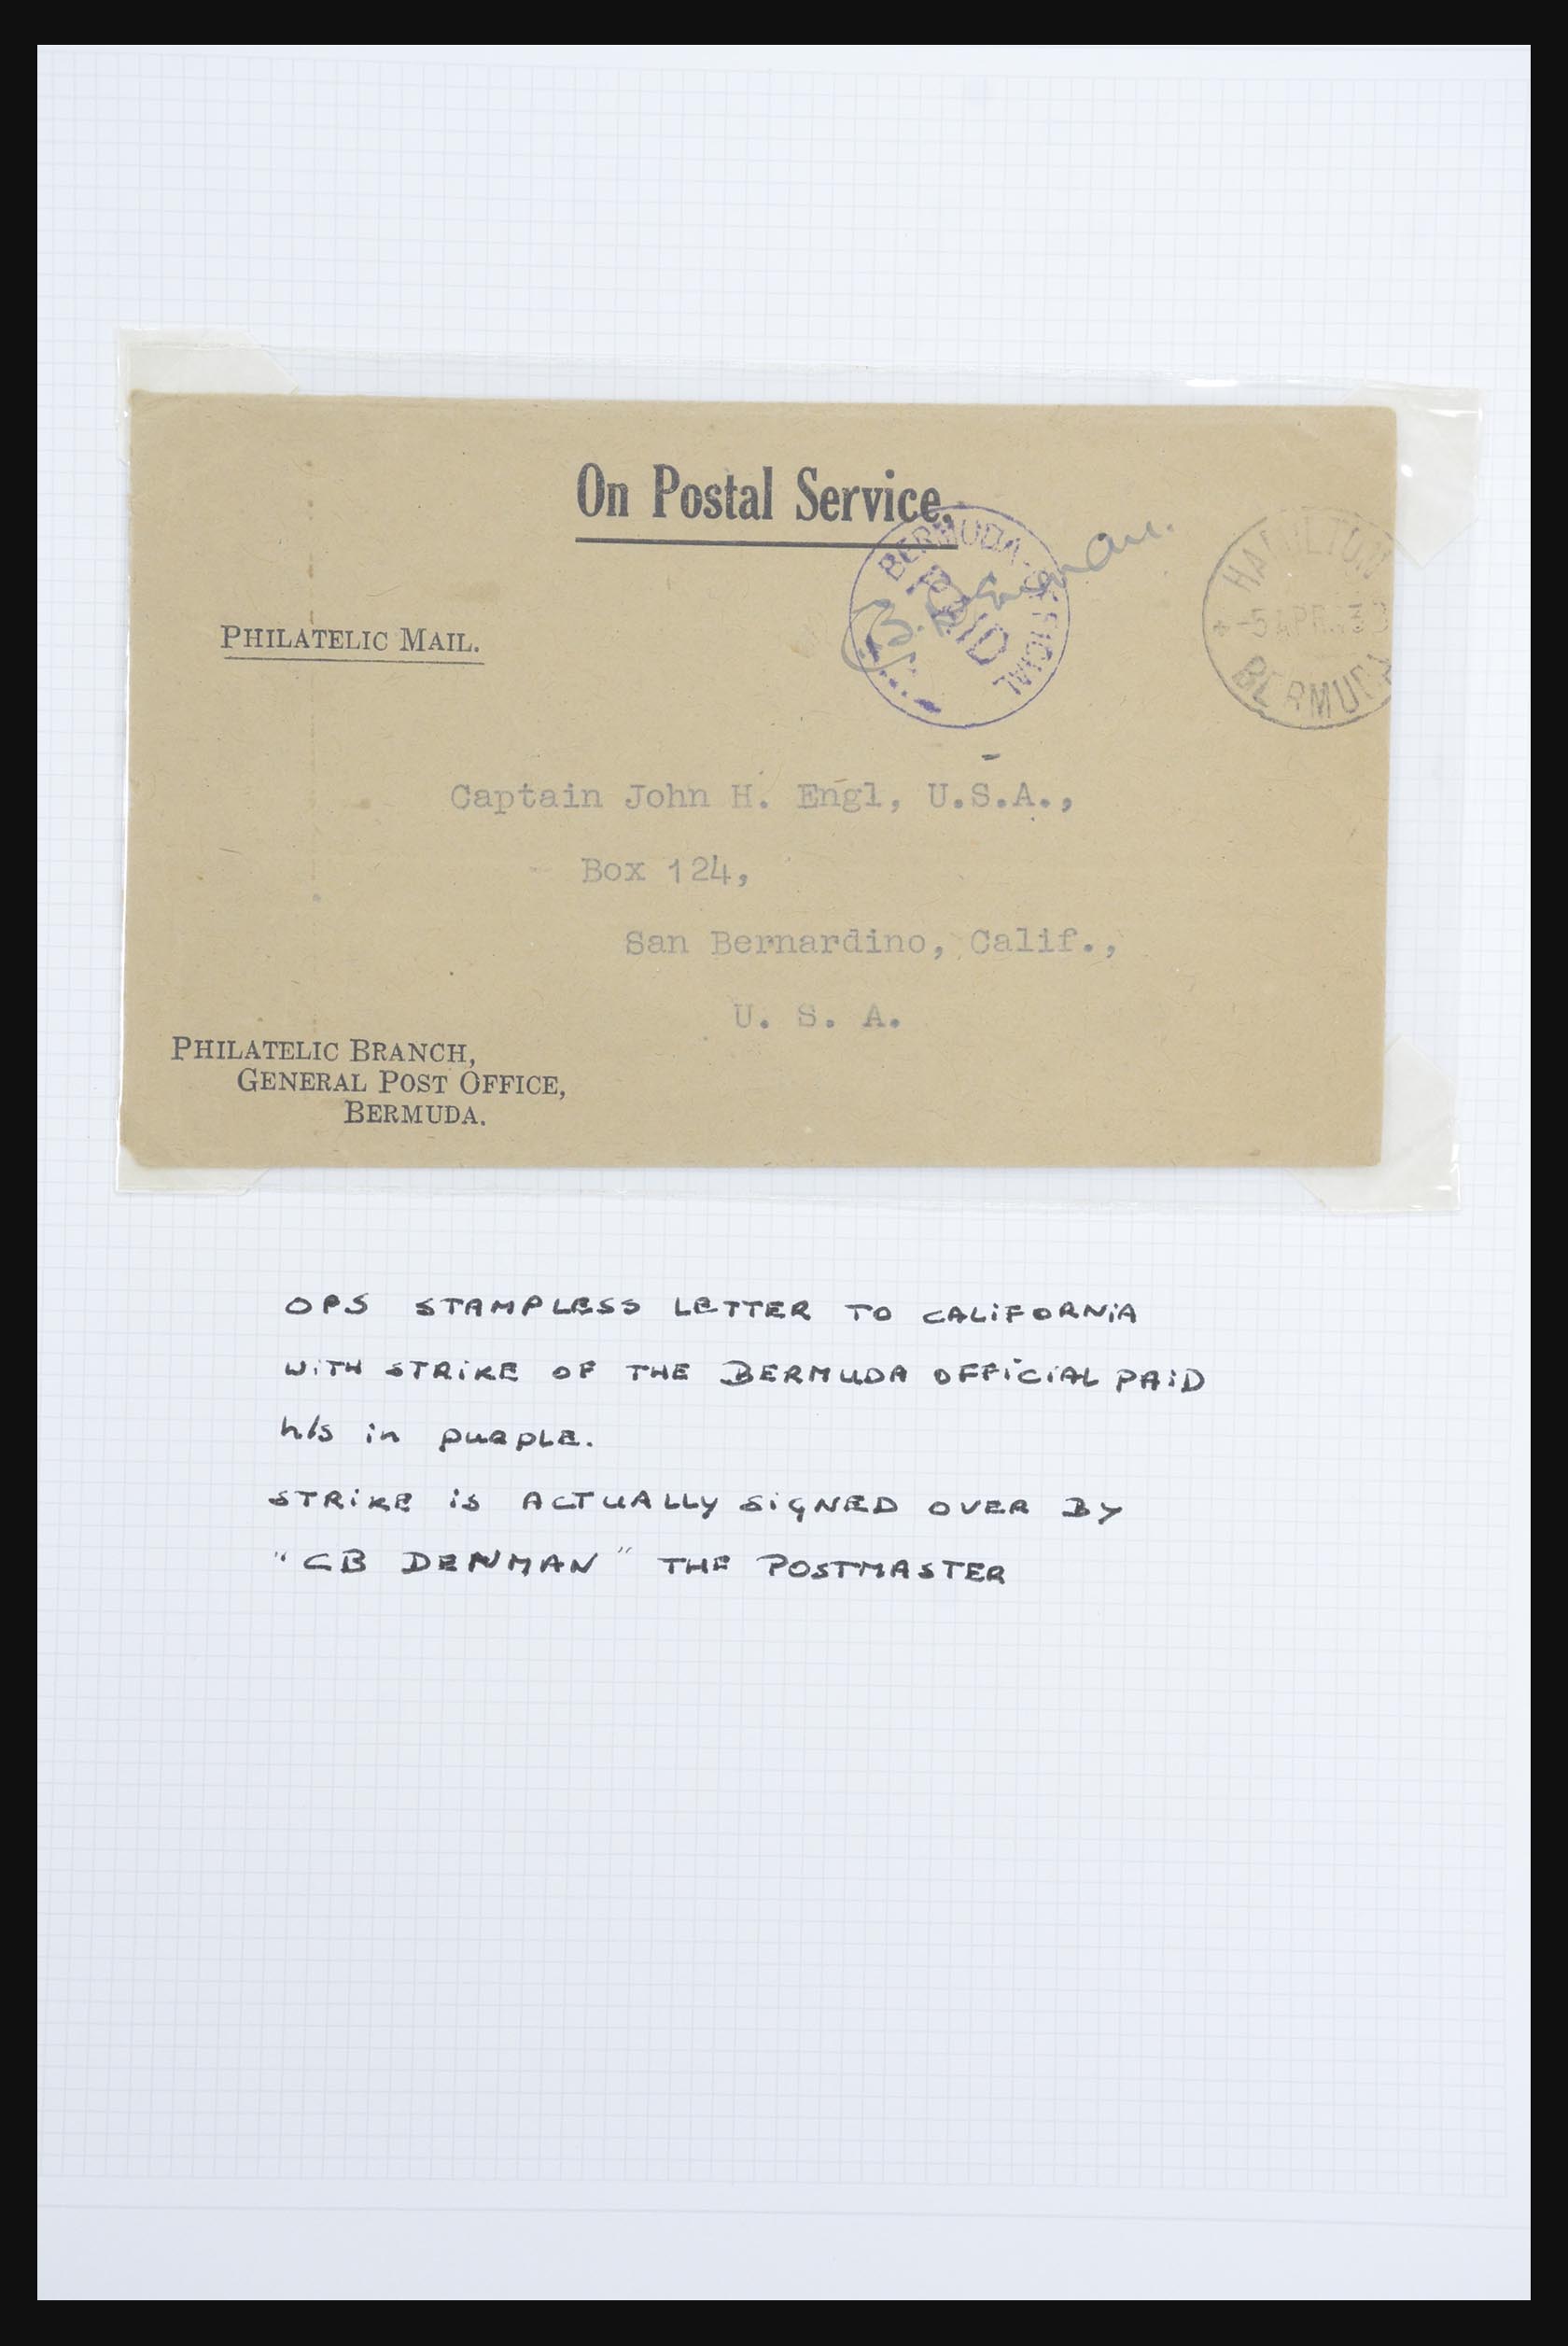 On Postal Service.
BERMUDA-OFFICIAL
PAID
B. Denman.
HAMILTON
-5 APR. 
BERMUDA
PHILATELIC MAIL.
Captain John H. Engl, U.S.A.,
Box 124,
San Bernardino, Calif.,
U. S. A.
PHILATELIC BRANCH,
GENERAL POST OFFICE,
BERMUDA.
OPS STAMPLESS LETTER TO CALIFORNIA
WITH STRIKE OF THE BERMUDA OFFICIAL PAID
h/s in purple.
STRIKE is ACTUALLY SIGNED OVER BY
"CB DENMAN" THE POSTMASTER